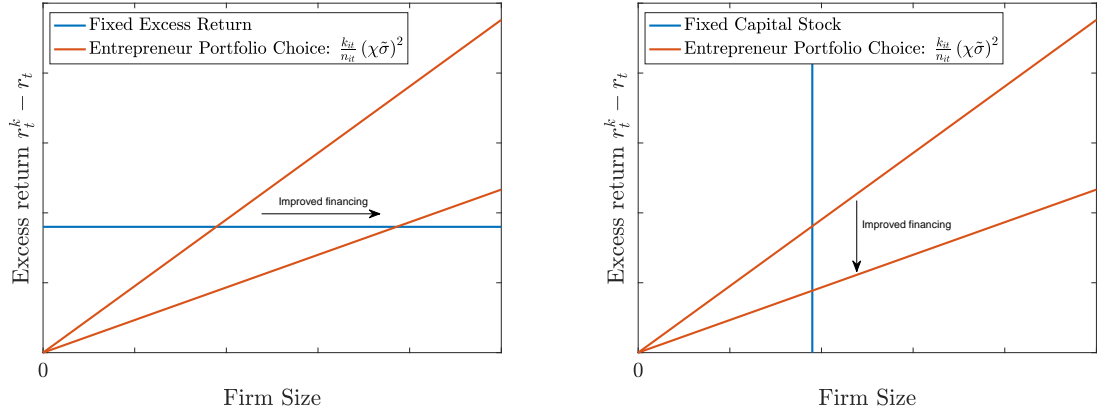 Fixed Excess Return
Entrepreneur Portfolio Choice: $\frac{k_{it}}{n_{it}}(\chi\tilde{\sigma})^2$
Excess return $r_t^k - r_t$
Improved financing
0
Firm Size
Fixed Capital Stock
Entrepreneur Portfolio Choice: $\frac{k_{it}}{n_{it}}(\chi\tilde{\sigma})^2$
Excess return $r_t^k - r_t$
Improved financing
0
Firm Size